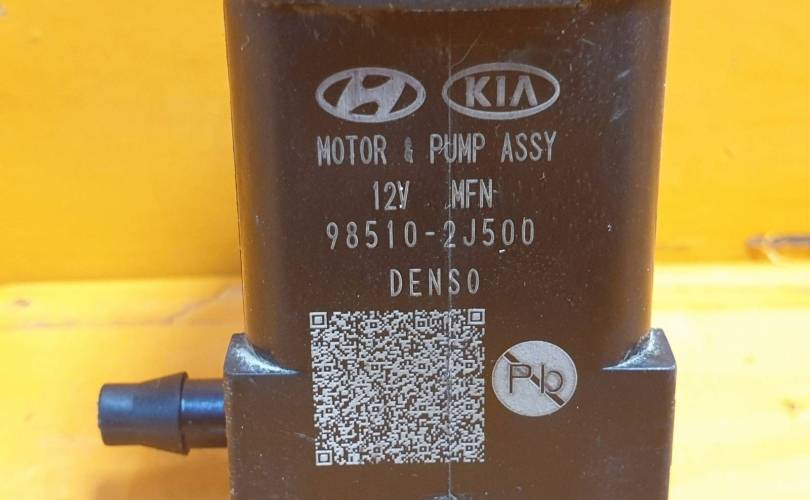 KIA
MOTOR & PUMP ASSY
12V MFN
98510-2J500
DENSO
Pb